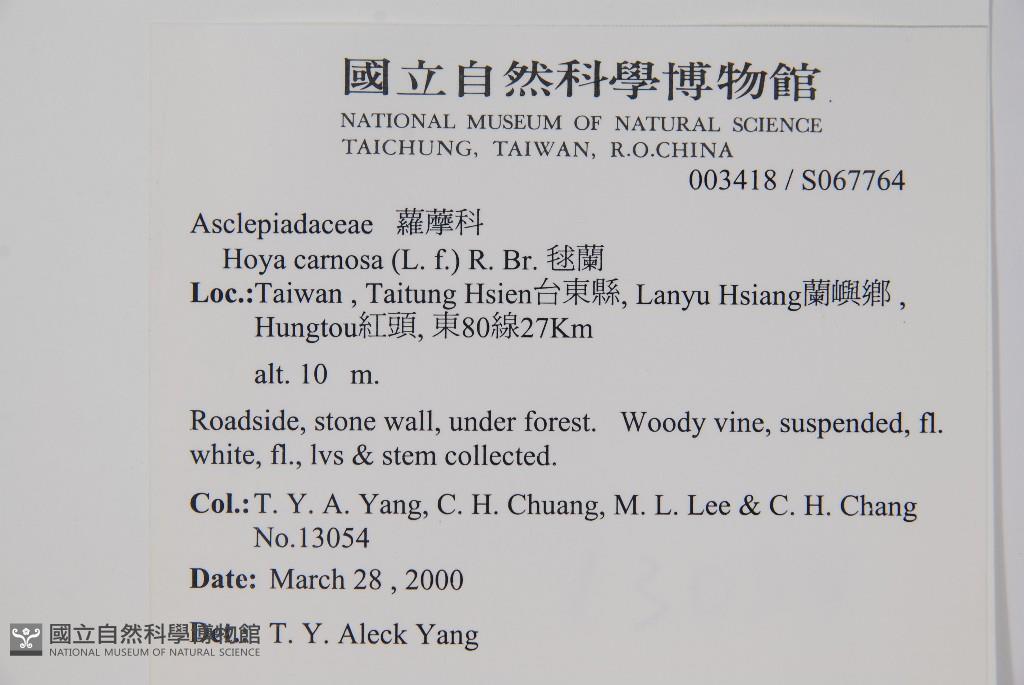 國立自然科學博物館
NATIONAL MUSEUM OF NATURAL SCIENCE
TAICHUNG, TAIWAN, R.O.CHINA
003418 / S067764
Asclepiadaceae 蘿藦科
Hoya carnosa (L. f.) R. Br. 毬蘭
Loc.:Taiwan , Taitung Hsien台東縣, Lanyu Hsiang蘭嶼鄉 ,
Hungtou紅頭, 東80線27Km
alt. 10 m.
Roadside, stone wall, under forest. Woody vine, suspended, fl.
white, fl., lvs & stem collected.
Col.:T. Y. A. Yang, C. H. Chuang, M. L. Lee & C. H. Chang
No.13054
Date: March 28 , 2000
T. Y. Aleck Yang
國立自然科學博物館
NATIONAL MUSEUM OF NATURAL SCIENCE